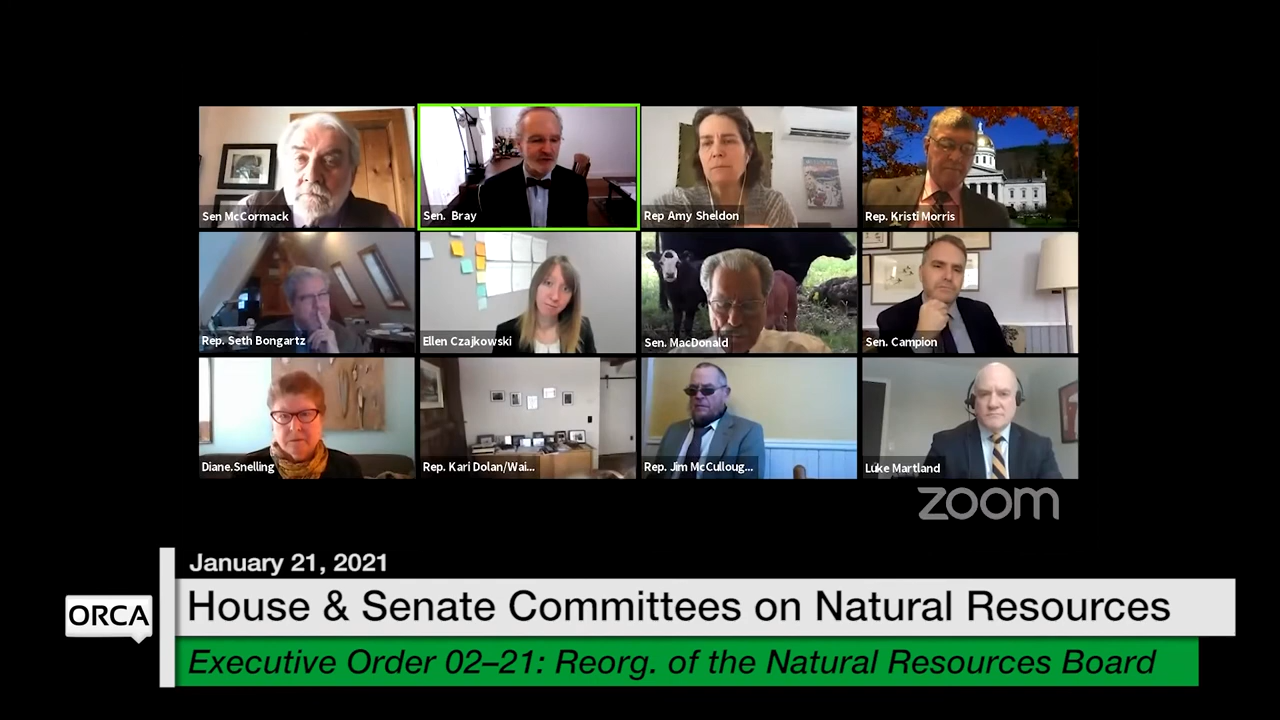 Sen McCormack
Sen. Bray
Rep Amy Sheldon
Rep. Kristi Morris
Rep. Seth Bongartz
Ellen Czajkowski
Sen. MacDonald
Sen. Campion
Diane.Snelling
Rep. Kari Dolan/Wai...
Rep. Jim McCulloug...
Luke Martland
zoom
January 21, 2021
ORCA
House & Senate Committees on Natural Resources
Executive Order 02–21: Reorg. of the Natural Resources Board